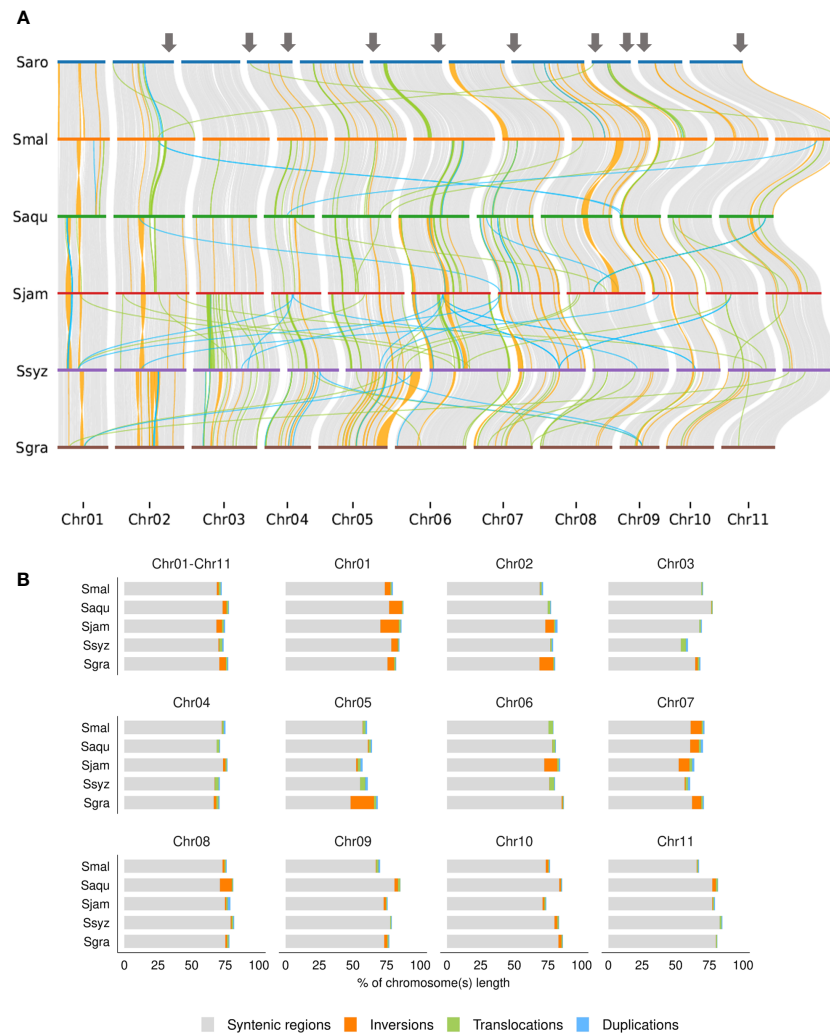 A
Saro
Smal
Saqu
Sjam
Ssyz
Sgra
Chr01 Chr02 Chr03 Chr04 Chr05 Chr06 Chr07 Chr08 Chr09 Chr10 Chr11
B
Chr01-Chr11 Chr01 Chr02 Chr03
Smal
Saqu
Sjam
Ssyz
Sgra
Chr04 Chr05 Chr06 Chr07
Smal
Saqu
Sjam
Ssyz
Sgra
Chr08 Chr09 Chr10 Chr11
Smal
Saqu
Sjam
Ssyz
Sgra
0 25 50 75 100 0 25 50 75 100 0 25 50 75 100 0 25 50 75 100
% of chromosome(s) length
Syntenic regions Inversions Translocations Duplications